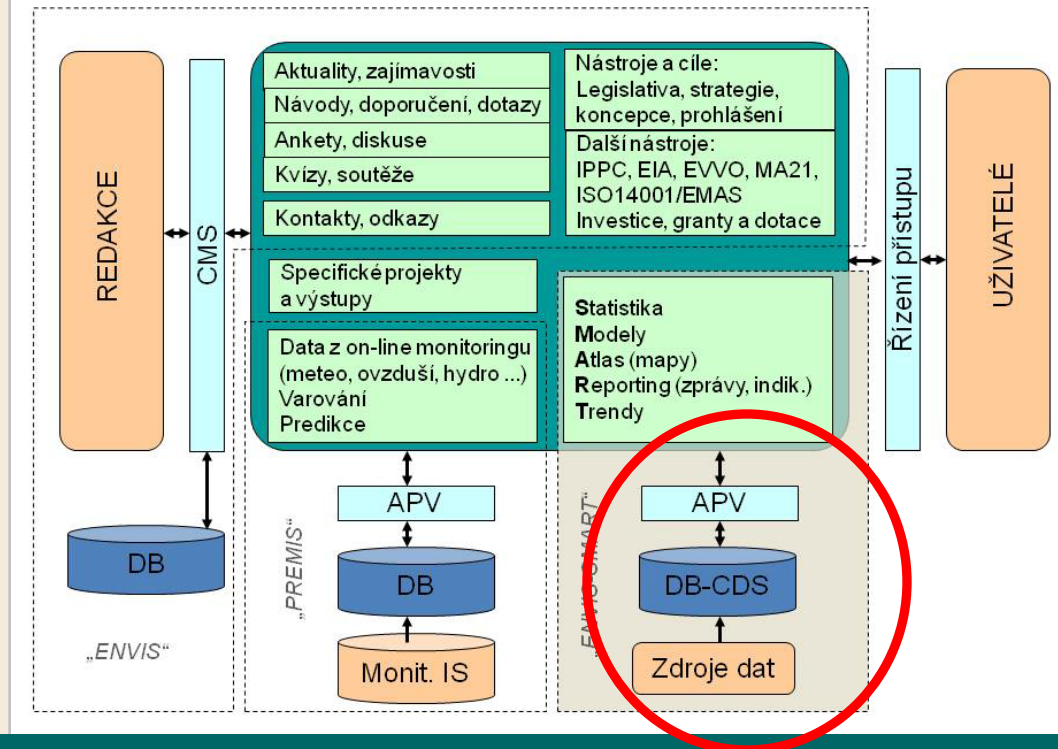 REDAKCE
CMS
Aktuality, zajímavosti
Návody, doporučení, dotazy
Ankety, diskuse
Kvízy, soutěže
Kontakty, odkazy
Nástroje a cíle:
Legislativa, strategie,
koncepce, prohlášení
Další nástroje:
IPPC, EIA, EVVO, MA21,
ISO14001/EMAS
Investice, granty a dotace
Specifické projekty
a výstupy
Data z on-line monitoringu
(meteo, ovzduší, hydro ...)
Varování
Predikce
Statistika
Modely
Atlas (mapy)
Reporting (zprávy, indik.)
Trendy
Řízení přístupu
UŽIVATELÉ
DB
„ENVIS“
„PREMIS“
APV
DB
Monit. IS
„ENVIS-SMART“
APV
DB-CDS
Zdroje dat